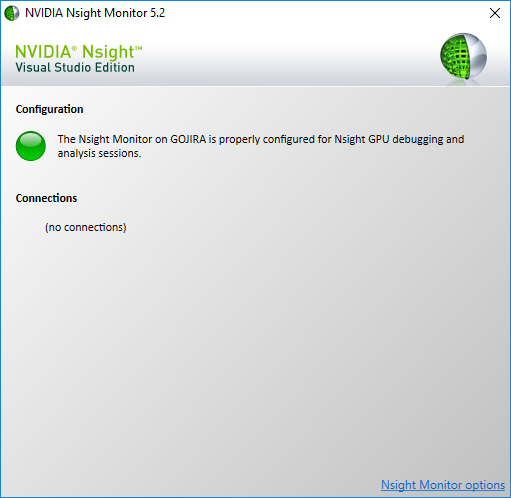 NVIDIA Nsight Monitor 5.2
NVIDIA® Nsight™
Visual Studio Edition
Configuration
The Nsight Monitor on GOJIRA is properly configured for Nsight GPU debugging and
analysis sessions.
Connections
(no connections)
Nsight Monitor options